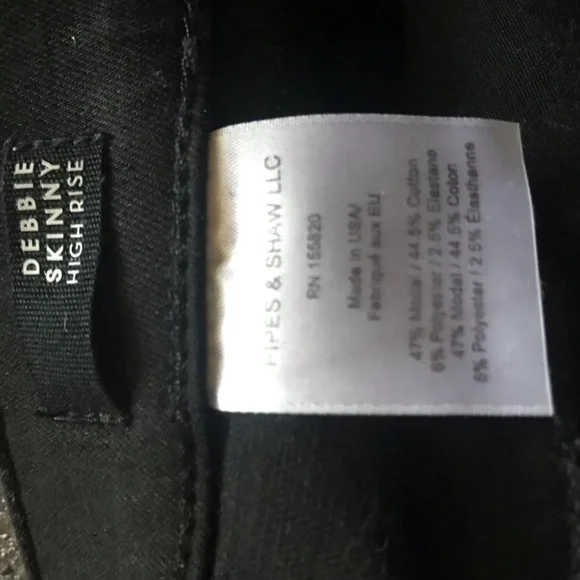 DEBBIE
SKINNY
HIGH RISE
PIPES & SHAW LLC
RN 155820
Made in USA/
Fabriqué aux EU
47% Modal / 44.5% Cotton
6% Polyester / 2.5% Elastane
47% Modal / 44.5% Coton
6% Polyester / 2.5% Élasthanne